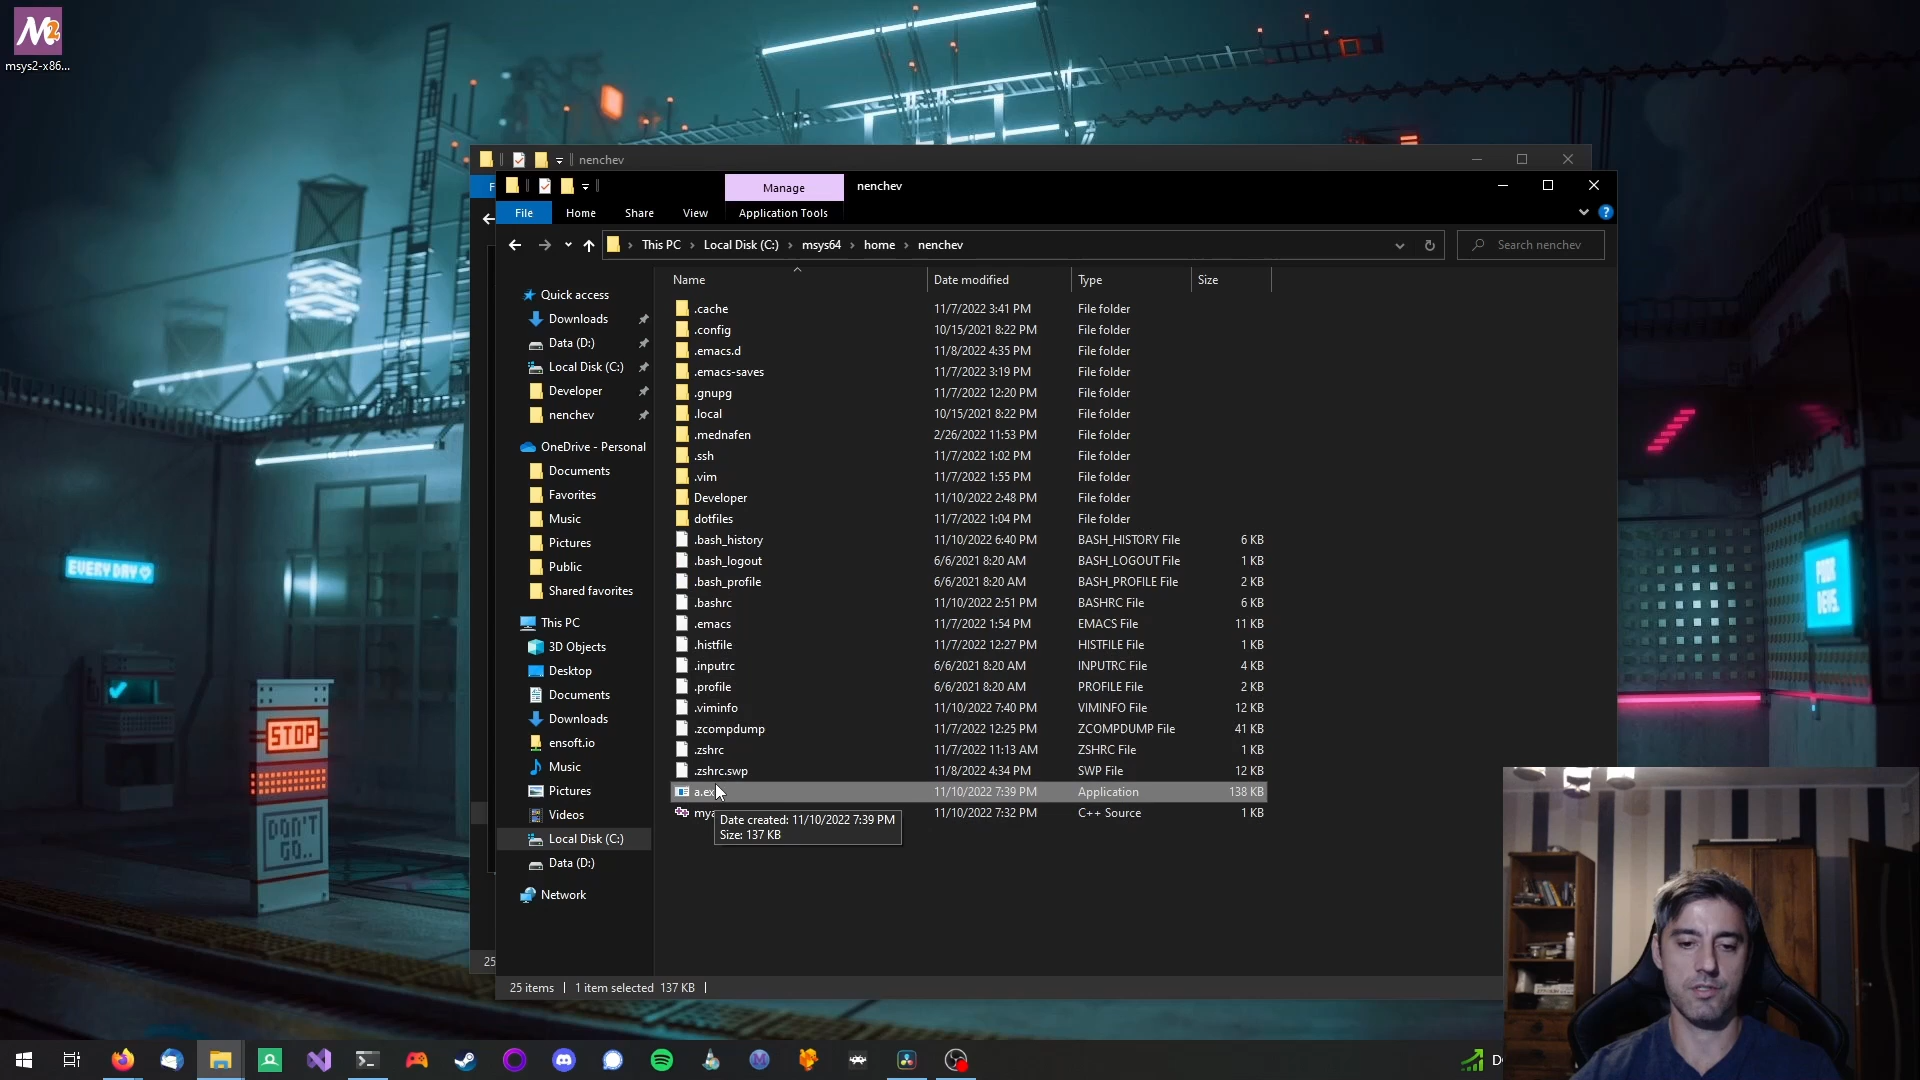 msys2-x86...
EVERY DAY
STOP
DON'T
GO..
POOR
DEVS.
nenchev
Manage
nenchev
File
Home
Share
View
Application Tools
This PC
Local Disk (C:)
msys64
home
nenchev
Search nenchev
Name
Date modified
Type
Size
Quick access
Downloads
Data (D:)
Local Disk (C:)
Developer
nenchev
OneDrive - Personal
Documents
Favorites
Music
Pictures
Public
Shared favorites
This PC
3D Objects
Desktop
Documents
Downloads
ensoft.io
Music
Pictures
Videos
Local Disk (C:)
Data (D:)
Network
.cache 11/7/2022 3:41 PM File folder
.config 10/15/2021 8:22 PM File folder
.emacs.d 11/8/2022 4:35 PM File folder
.emacs-saves 11/7/2022 3:19 PM File folder
.gnupg 11/7/2022 12:20 PM File folder
.local 10/15/2021 8:22 PM File folder
.mednafen 2/26/2022 11:53 PM File folder
.ssh 11/7/2022 1:02 PM File folder
.vim 11/7/2022 1:55 PM File folder
Developer 11/10/2022 2:48 PM File folder
dotfiles 11/7/2022 1:04 PM File folder
.bash_history 11/10/2022 6:40 PM BASH_HISTORY File 6 KB
.bash_logout 6/6/2021 8:20 AM BASH_LOGOUT File 1 KB
.bash_profile 6/6/2021 8:20 AM BASH_PROFILE File 2 KB
.bashrc 11/10/2022 2:51 PM BASHRC File 6 KB
.emacs 11/7/2022 1:54 PM EMACS File 11 KB
.histfile 11/7/2022 12:27 PM HISTFILE File 1 KB
.inputrc 6/6/2021 8:20 AM INPUTRC File 4 KB
.profile 6/6/2021 8:20 AM PROFILE File 2 KB
.viminfo 11/10/2022 7:40 PM VIMINFO File 12 KB
.zcompdump 11/7/2022 12:25 PM ZCOMPDUMP File 41 KB
.zshrc 11/7/2022 11:13 AM ZSHRC File 1 KB
.zshrc.swp 11/8/2022 4:34 PM SWP File 12 KB
a.ex 11/10/2022 7:39 PM Application 138 KB
mya 11/10/2022 7:32 PM C++ Source 1 KB
Date created: 11/10/2022 7:39 PM
Size: 137 KB
25
25 items
1 item selected 137 KB